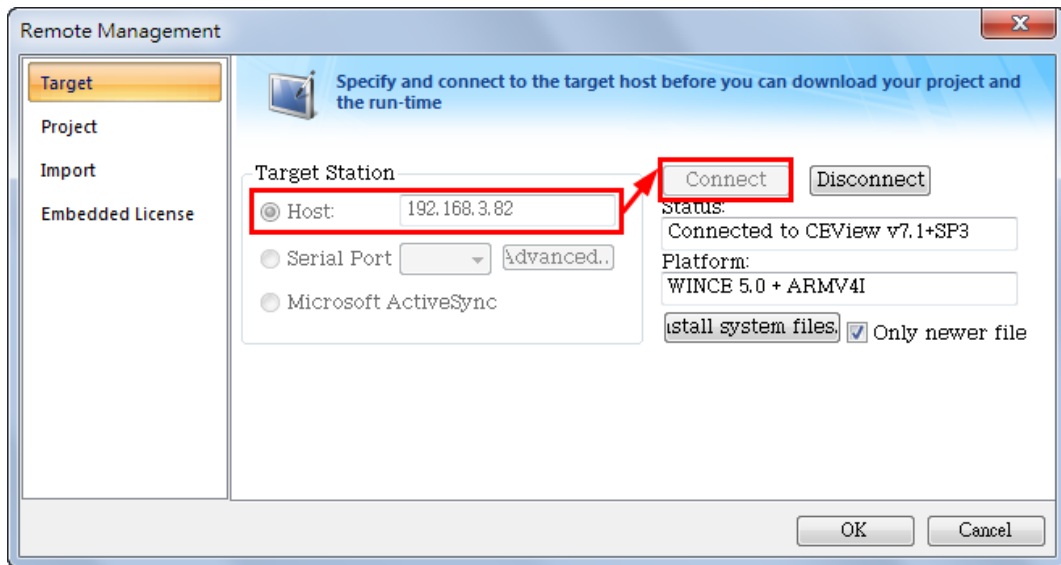 Remote Management
Target
Project
Import
Embedded License
Specify and connect to the target host before you can download your project and
the run-time
Target Station
Host:
192.168.3.82
Serial Port
Advanced..
Microsoft ActiveSync
Connect
Disconnect
Status:
Connected to CEView v7.1+SP3
Platform:
WINCE 5.0 + ARMV4I
ıstall system files.
Only newer file
OK
Cancel